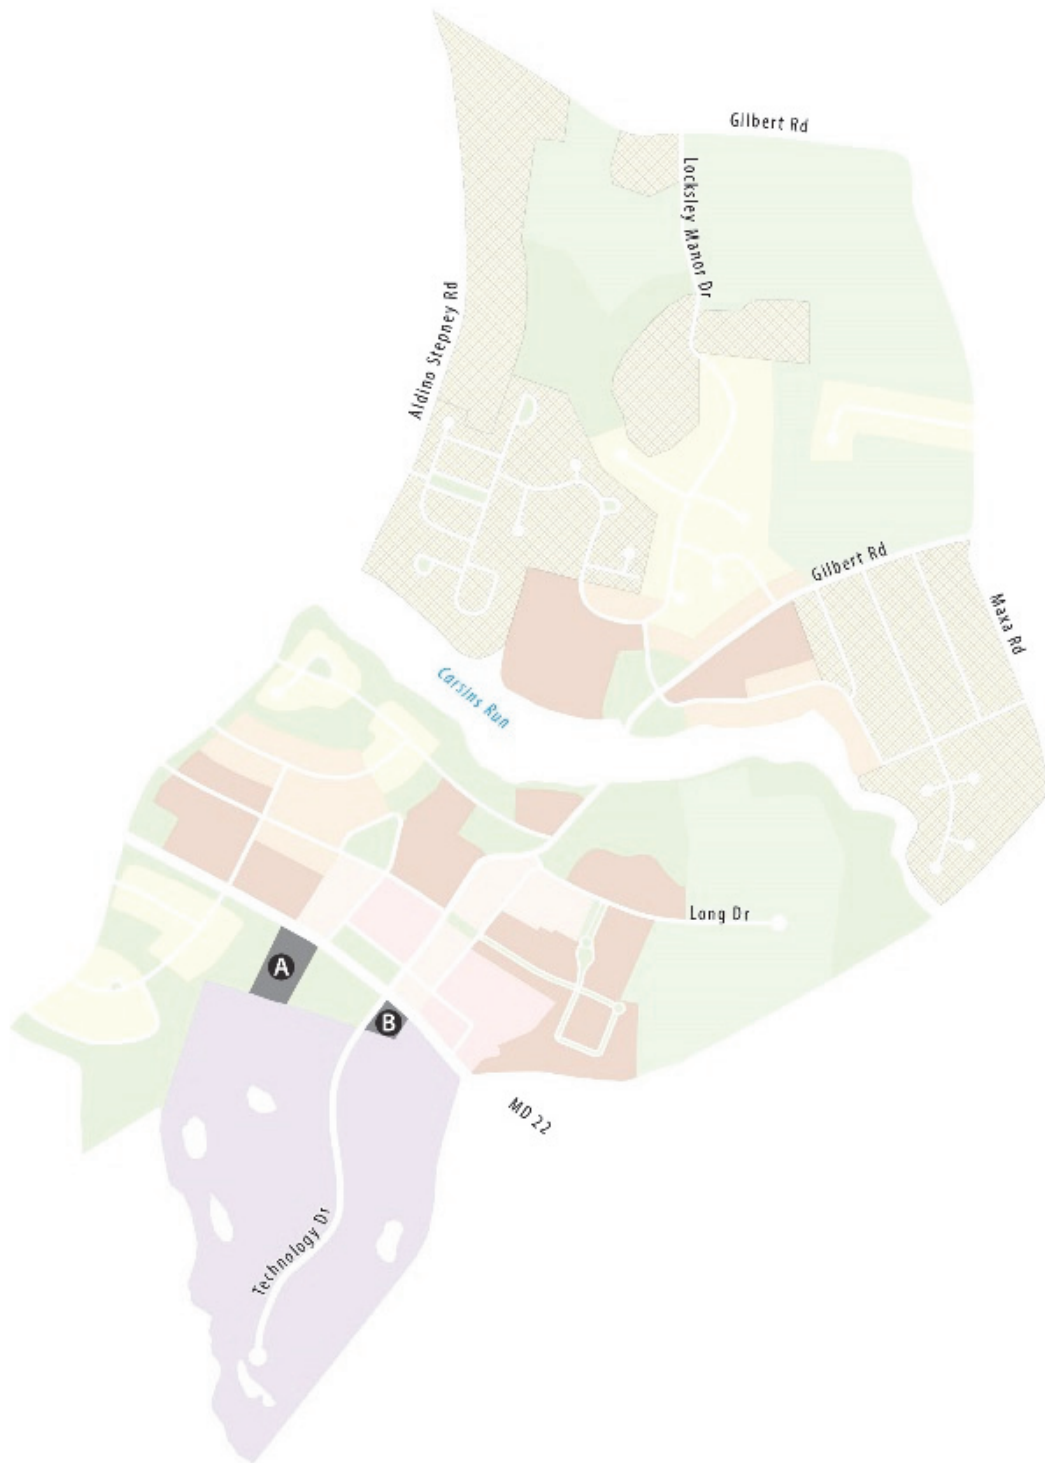 Gilbert Rd
Locksley Manor Dr
Aldino Stepney Rd
Gilbert Rd
Maxa Rd
Carsins Run
Long Dr
A
B
MD 22
Technology Dr